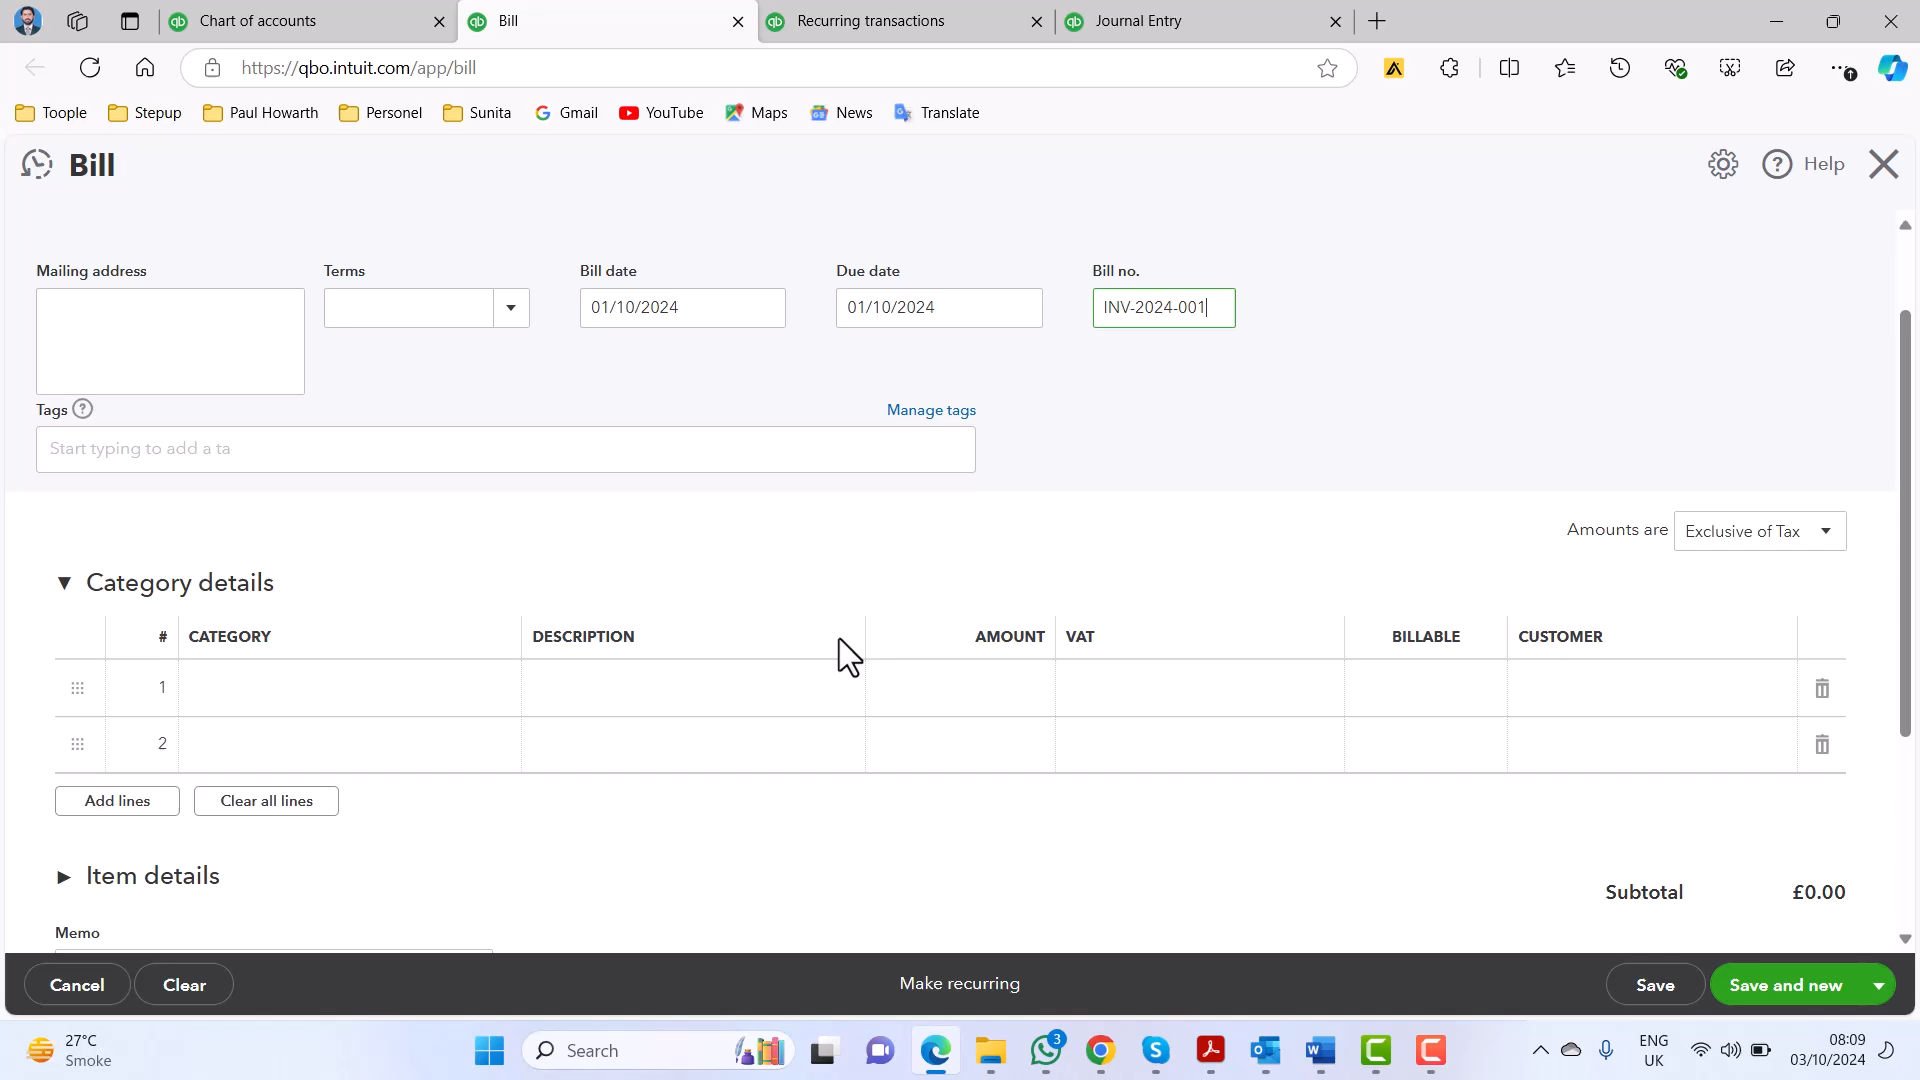 Chart of accounts
Bill
Recurring transactions
Journal Entry
https://qbo.intuit.com/app/bill
Toople
Stepup
Paul Howarth
Personel
Sunita
Gmail
YouTube
Maps
News
Translate
Bill
Help
Mailing address
Terms
Bill date
Due date
Bill no.
01/10/2024
01/10/2024
INV-2024-001
Tags
Manage tags
Start typing to add a ta
Amounts are
Exclusive of Tax
Category details
# CATEGORY DESCRIPTION AMOUNT VAT BILLABLE CUSTOMER
1
2
Add lines
Clear all lines
Item details
Subtotal £0.00
Memo
Cancel
Clear
Make recurring
Save
Save and new
27°C
Smoke
Search
3
ENG
UK
08:09
03/10/2024